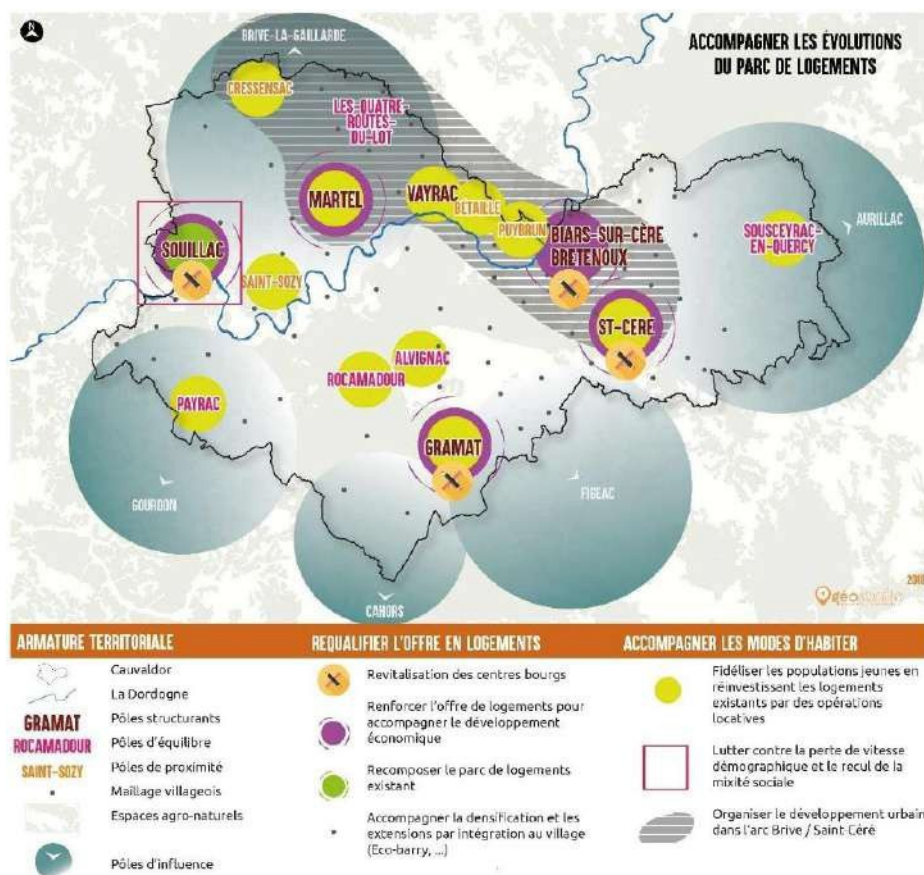 N
BRIVE-LA-GAILLARDE
ACCOMPAGNER LES ÉVOLUTIONS
DU PARC DE LOGEMENTS
CRESSENSAC
LES-QUATRE-
ROUTES-
DU-LOT
MARTEL
VAYRAC
BETAILLE
PUYBRUN
BIARS-SUR-CÈRE
BRETENOUX
SOUSCEYRAC-
EN-QUERCY
AURILLAC
SOUILLAC
SAINT-SOZY
ST-CERE
ALVIGNAC
ROCAMADOUR
PAYRAC
GRAMAT
GOURDON
FIGEAC
CAHORS
ARMATURE TERRITORIALE
Cauvaldor
La Dordogne
GRAMAT
Pôles structurants
ROCAMADOUR
Pôles d'équilibre
SAINT-SOZY
Pôles de proximité
Maillage villageois
Espaces agro-naturels
Pôles d'influence
REQUALIFIER L'OFFRE EN LOGEMENTS
Revitalisation des centres bourgs
Renforcer l'offre de logements pour
accompagner le développement
économique
Recomposer le parc de logements
existant
Accompagner la densification et les
extensions par intégration au village
(Eco-barry, ...)
ACCOMPAGNER LES MODES D'HABITER
Fidéliser les populations jeunes en
réinvestissant les logements
existants par des opérations
locatives
Lutter contre la perte de vitesse
démographique et le recul de la
mixité sociale
Organiser le développement urbain
dans l'arc Brive / Saint-Céré